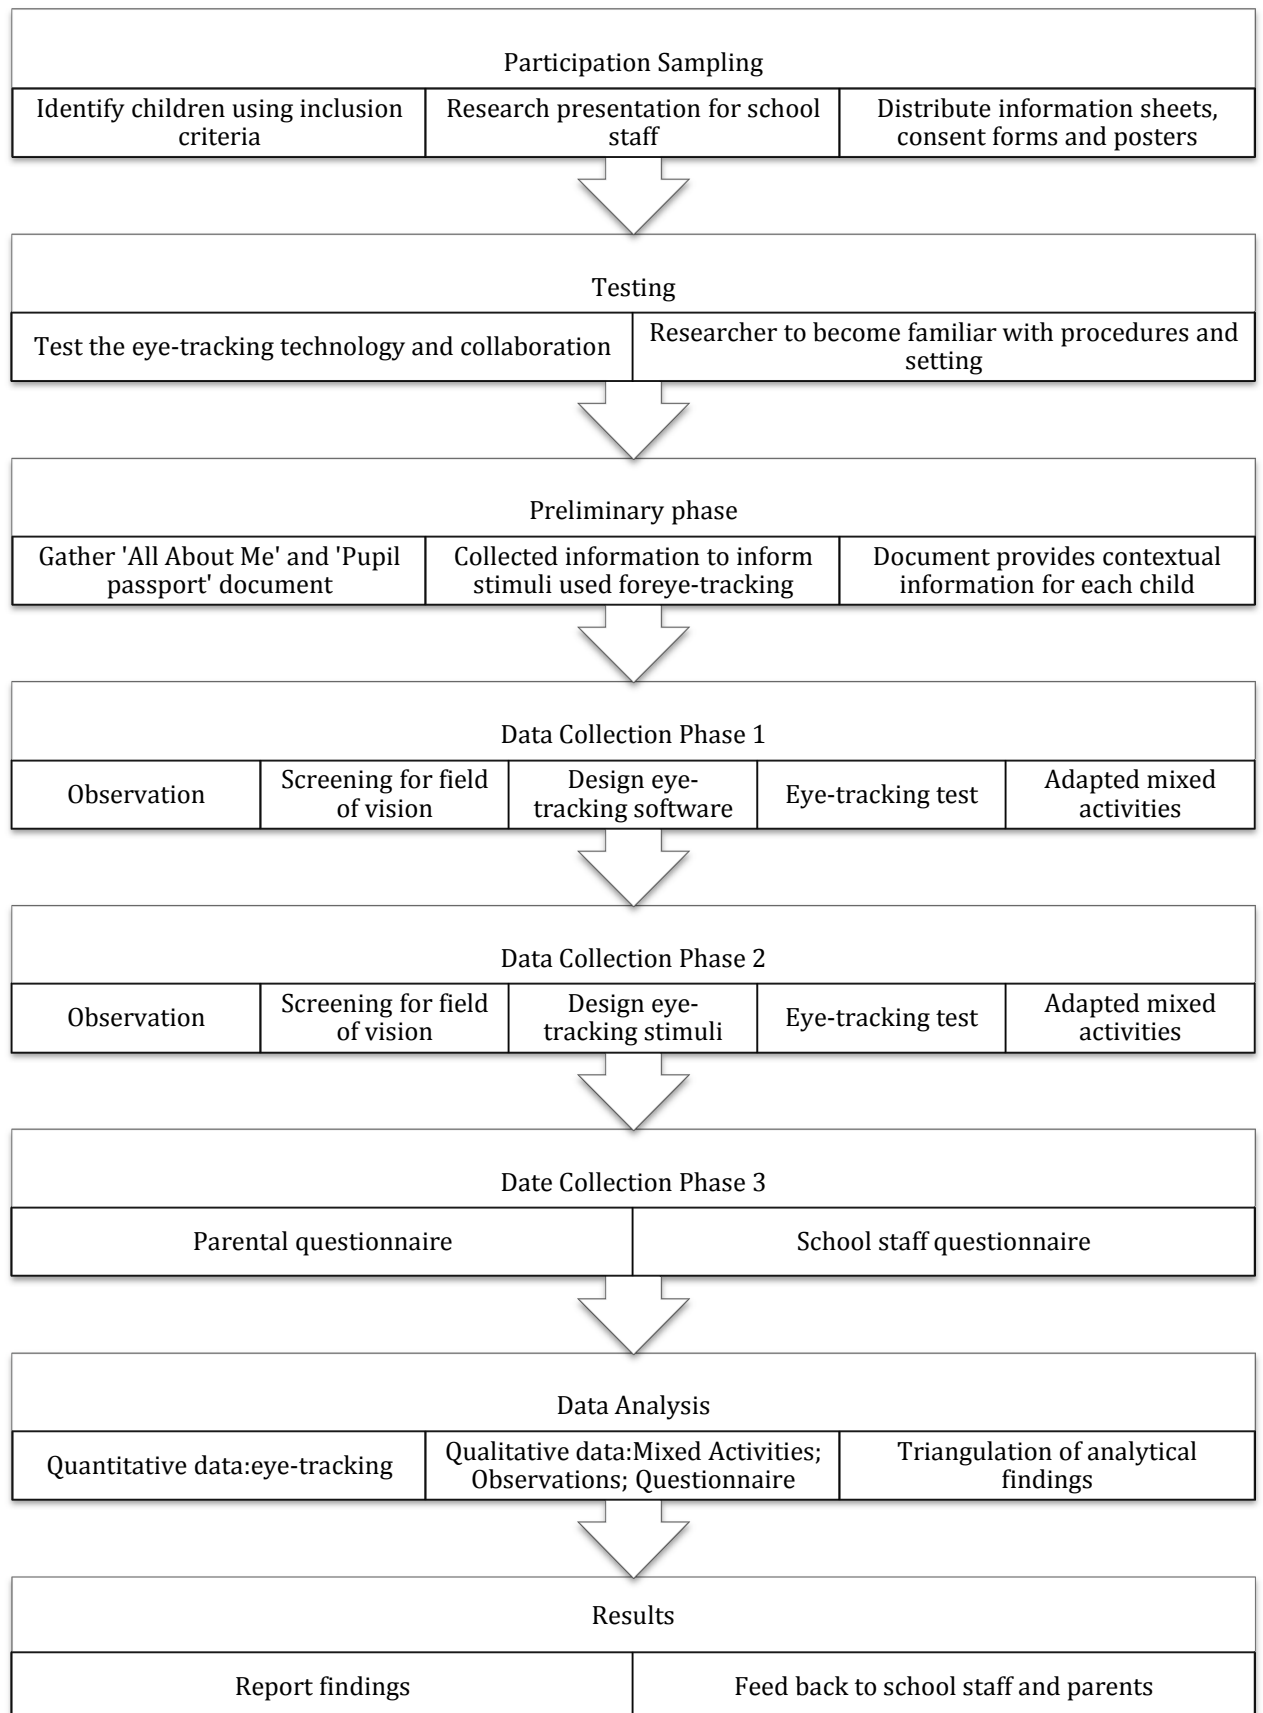 Participation Sampling
Identify children using inclusion
criteria
Research presentation for school
staff
Distribute information sheets,
consent forms and posters
Testing
Test the eye-tracking technology and collaboration
Researcher to become familiar with procedures and
setting
Preliminary phase
Gather 'All About Me' and 'Pupil
passport' document
Collected information to inform
stimuli used foreye-tracking
Document provides contextual
information for each child
Data Collection Phase 1
Observation
Screening for field
of vision
Design eye-
tracking software
Eye-tracking test
Adapted mixed
activities
Data Collection Phase 2
Observation
Screening for field
of vision
Design eye-
tracking stimuli
Eye-tracking test
Adapted mixed
activities
Date Collection Phase 3
Parental questionnaire
School staff questionnaire
Data Analysis
Quantitative data:eye-tracking
Qualitative data:Mixed Activities;
Observations; Questionnaire
Triangulation of analytical
findings
Results
Report findings
Feed back to school staff and parents